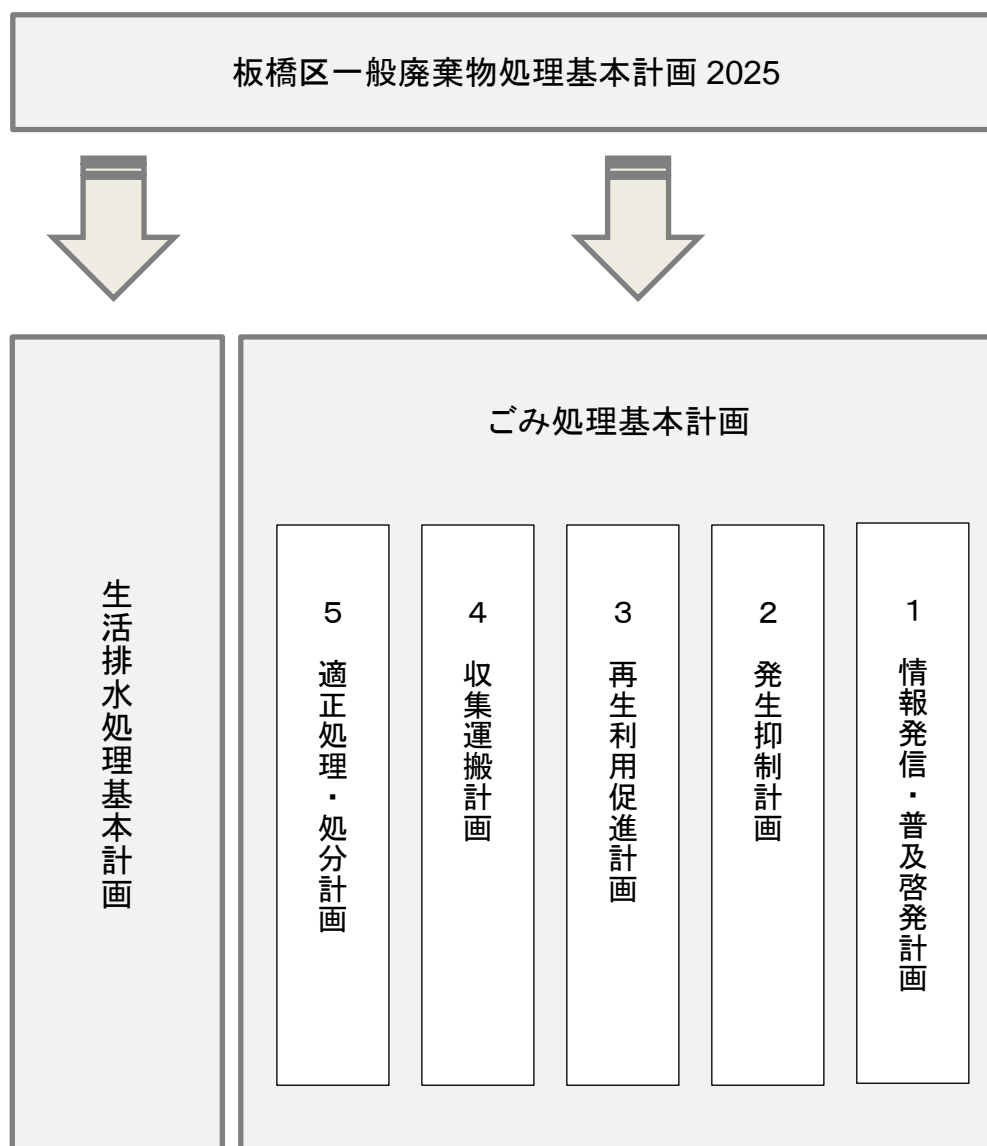 板橋区一般廃棄物処理基本計画 2025
ごみ処理基本計画
１　情報発信・普及啓発計画
２　発生抑制計画
３　再生利用促進計画
４　収集運搬計画
５　適正処理・処分計画
生活排水処理基本計画